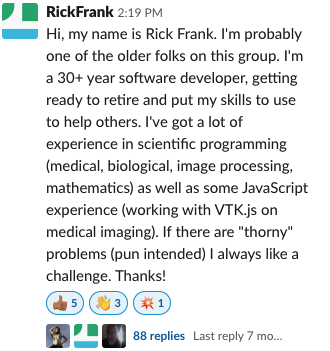 RickFrank 2:19 PM
Hi, my name is Rick Frank. I'm probably
one of the older folks on this group. I'm
a 30+ year software developer, getting
ready to retire and put my skills to use
to help others. I've got a lot of
experience in scientific programming
(medical, biological, image processing,
mathematics) as well as some JavaScript
experience (working with VTK.js on
medical imaging). If there are "thorny"
problems (pun intended) I always like a
challenge. Thanks!
5 3 1
88 replies Last reply 7 mo...